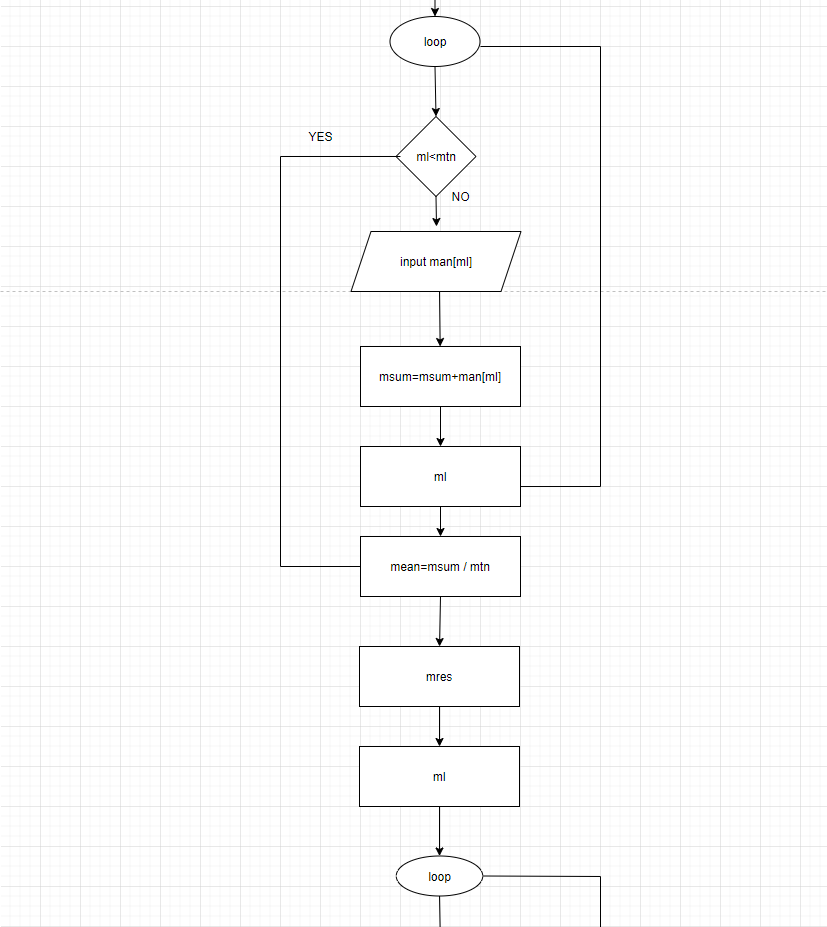 loop
YES
ml<mtn
NO
input man[ml]
msum=msum+man[ml]
ml
mean=msum / mtn
mres
ml
loop